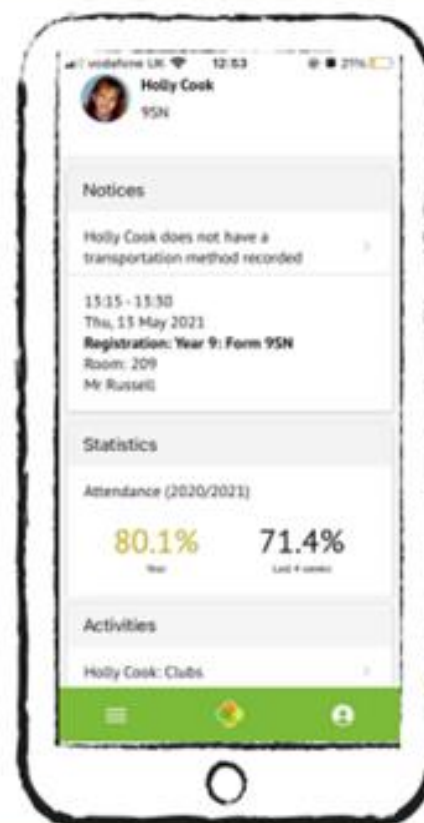 vodafone UK 12:53 21%
Holly Cook
9SN
Notices
Holly Cook does not have a
transportation method recorded
13:15 - 13:30
Thu, 13 May 2021
Registration: Year 9: Form 9SN
Room: 209
Mr Russell
Statistics
Attendance (2020/2021)
80.1% 71.4%
Year Last 4 weeks
Activities
Holly Cook: Clubs